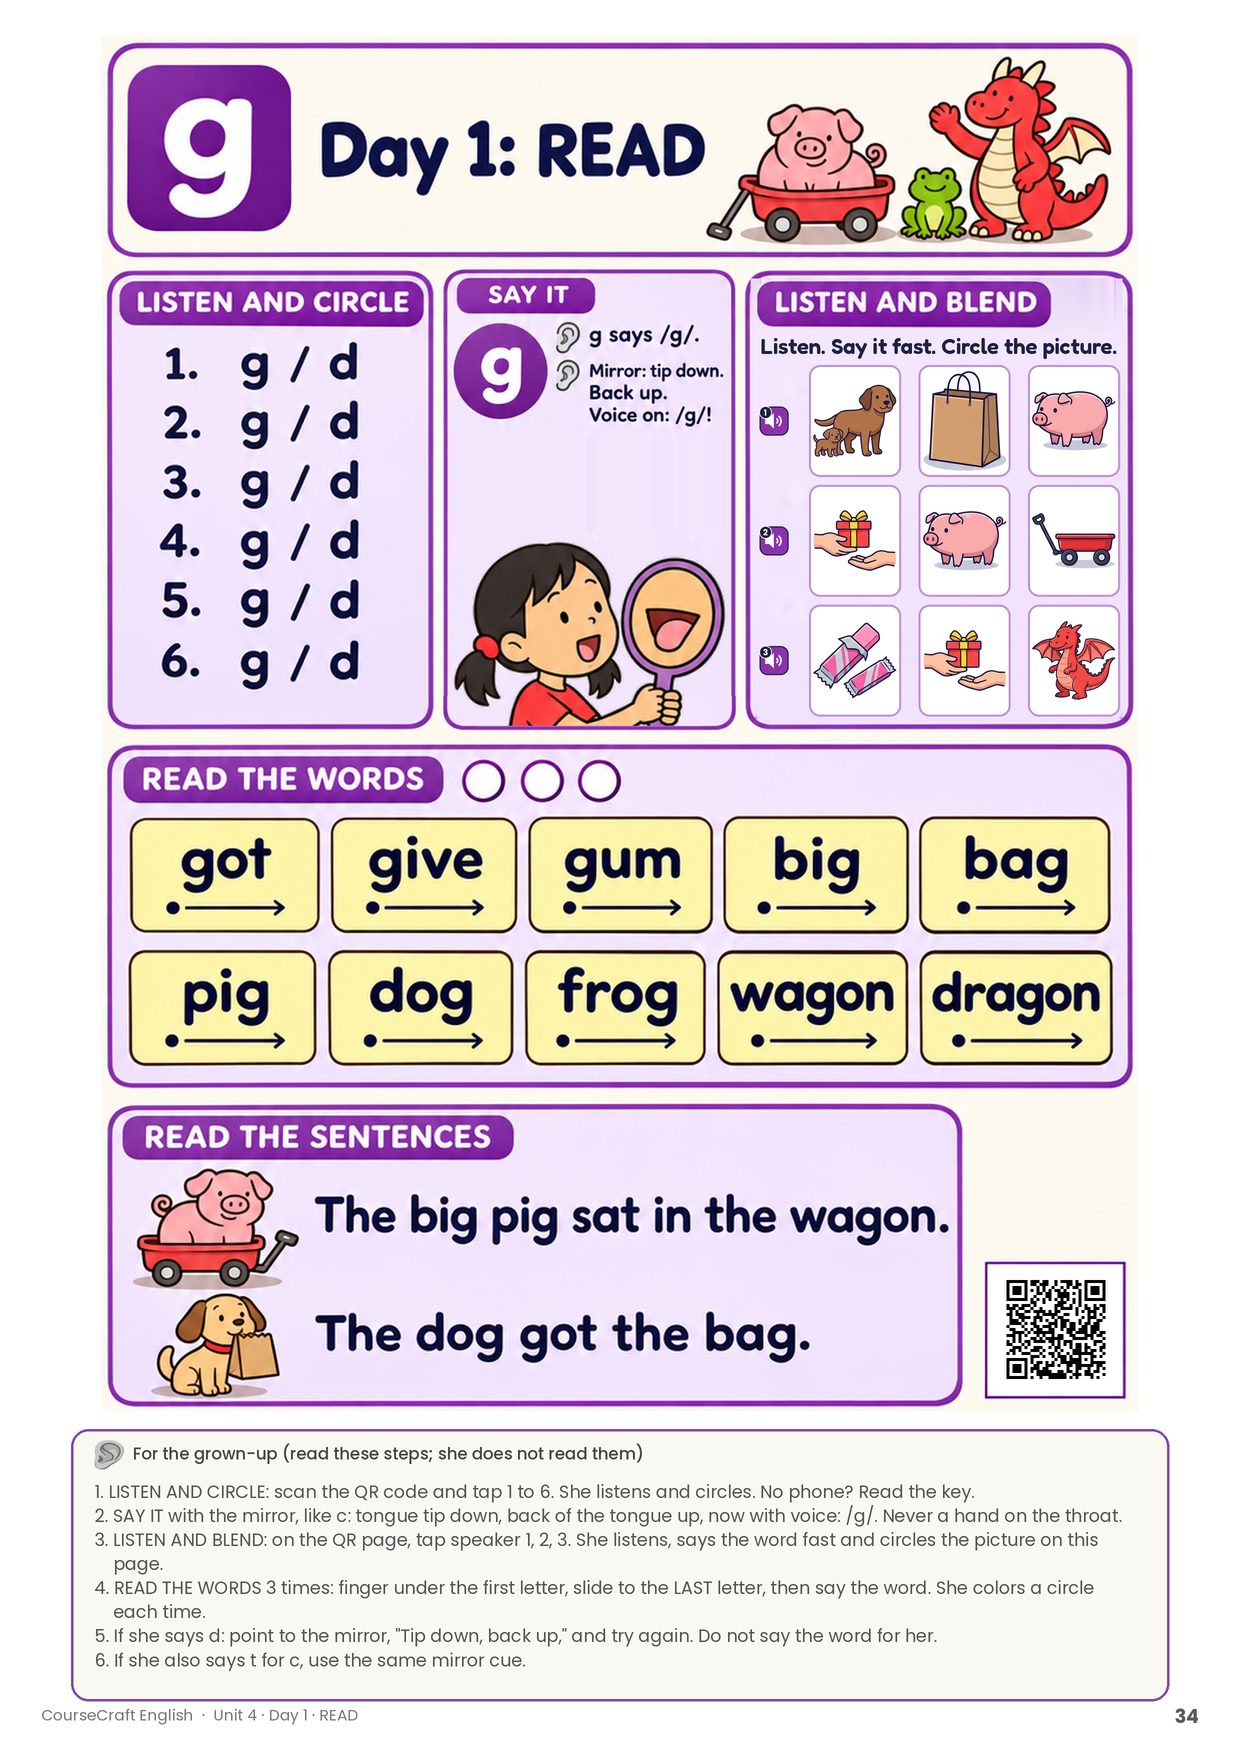 g
Day 1: READ
LISTEN AND CIRCLE
1. g / d
2. g / d
3. g / d
4. g / d
5. g / d
6. g / d
SAY IT
g
g says /g/.
Mirror: tip down.
Back up.
Voice on: /g/!
LISTEN AND BLEND
Listen. Say it fast. Circle the picture.
1
2
3
READ THE WORDS
got give gum big bag
pig dog frog wagon dragon
READ THE SENTENCES
The big pig sat in the wagon.
The dog got the bag.
For the grown-up (read these steps; she does not read them)
1. LISTEN AND CIRCLE: scan the QR code and tap 1 to 6. She listens and circles. No phone? Read the key.
2. SAY IT with the mirror, like c: tongue tip down, back of the tongue up, now with voice: /g/. Never a hand on the throat.
3. LISTEN AND BLEND: on the QR page, tap speaker 1, 2, 3. She listens, says the word fast and circles the picture on this
page.
4. READ THE WORDS 3 times: finger under the first letter, slide to the LAST letter, then say the word. She colors a circle
each time.
5. If she says d: point to the mirror, "Tip down, back up," and try again. Do not say the word for her.
6. If she also says t for c, use the same mirror cue.
CourseCraft English · Unit 4 · Day 1 · READ
34